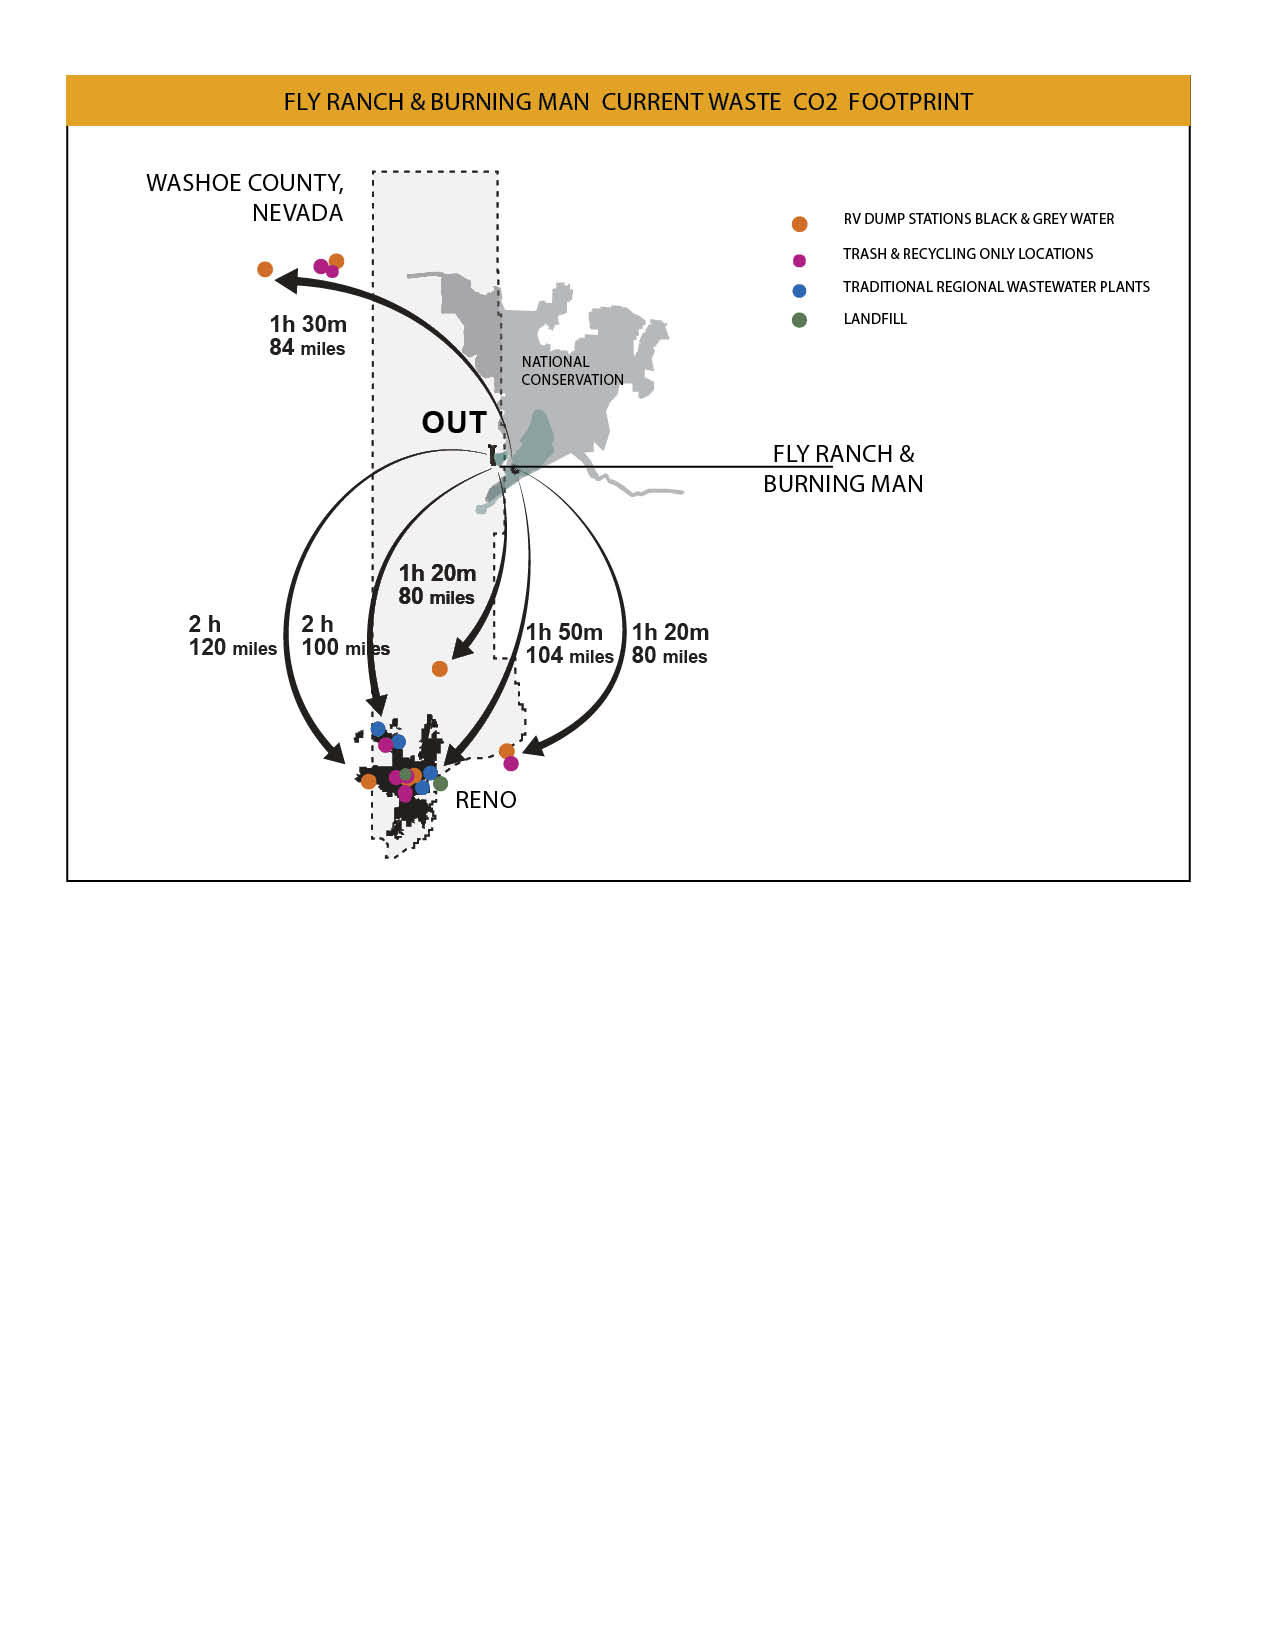 FLY RANCH & BURNING MAN CURRENT WASTE CO2 FOOTPRINT
WASHOE COUNTY,
NEVADA
RV DUMP STATIONS BLACK & GREY WATER
TRASH & RECYCLING ONLY LOCATIONS
TRADITIONAL REGIONAL WASTEWATER PLANTS
LANDFILL
1h 30m
84 miles
NATIONAL
CONSERVATION
OUT
FLY RANCH &
BURNING MAN
1h 20m
80 miles
2 h
120 miles
2 h
100 miles
1h 50m
104 miles
1h 20m
80 miles
RENO